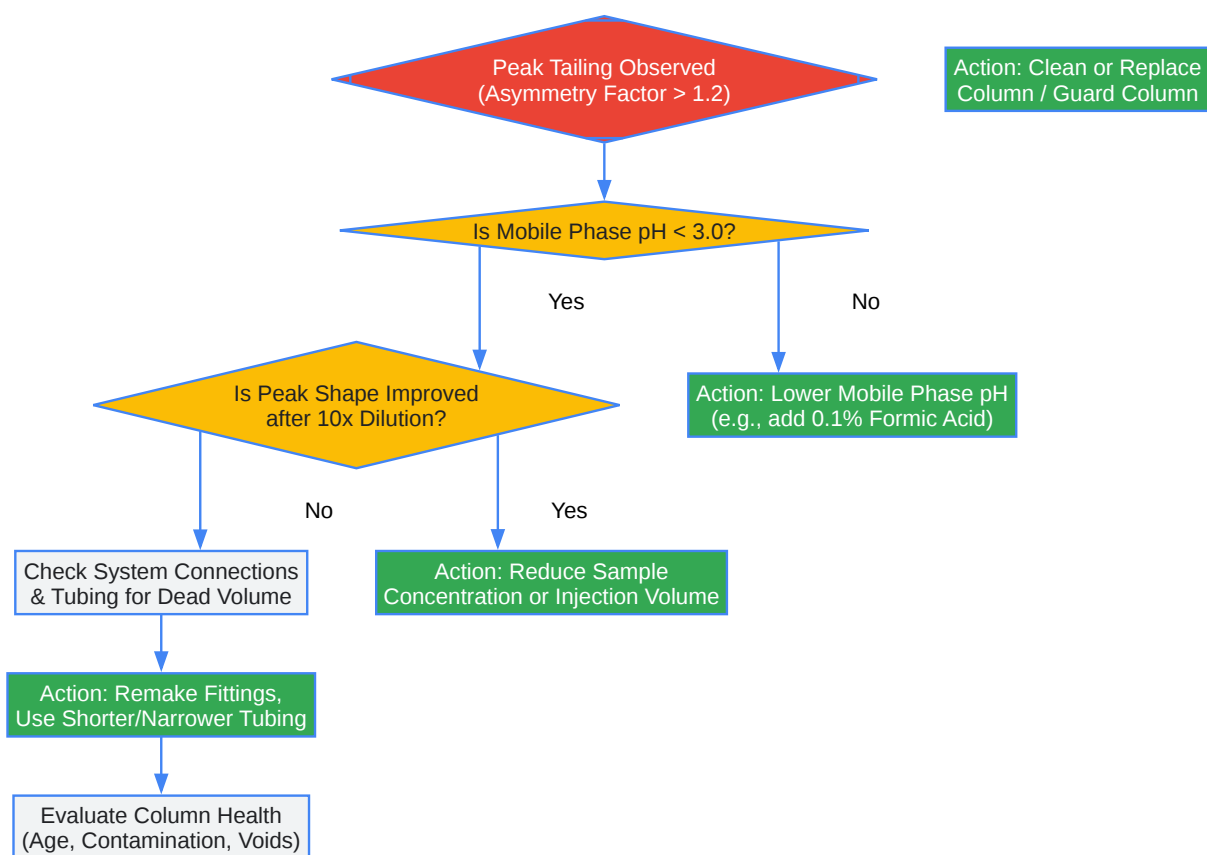 Peak Tailing Observed
(Asymmetry Factor > 1.2)
Action: Clean or Replace
Column / Guard Column
Is Mobile Phase pH < 3.0?
Yes
No
Is Peak Shape Improved
after 10x Dilution?
Action: Lower Mobile Phase pH
(e.g., add 0.1% Formic Acid)
No
Yes
Check System Connections
& Tubing for Dead Volume
Action: Reduce Sample
Concentration or Injection Volume
Action: Remake Fittings,
Use Shorter/Narrower Tubing
Evaluate Column Health
(Age, Contamination, Voids)